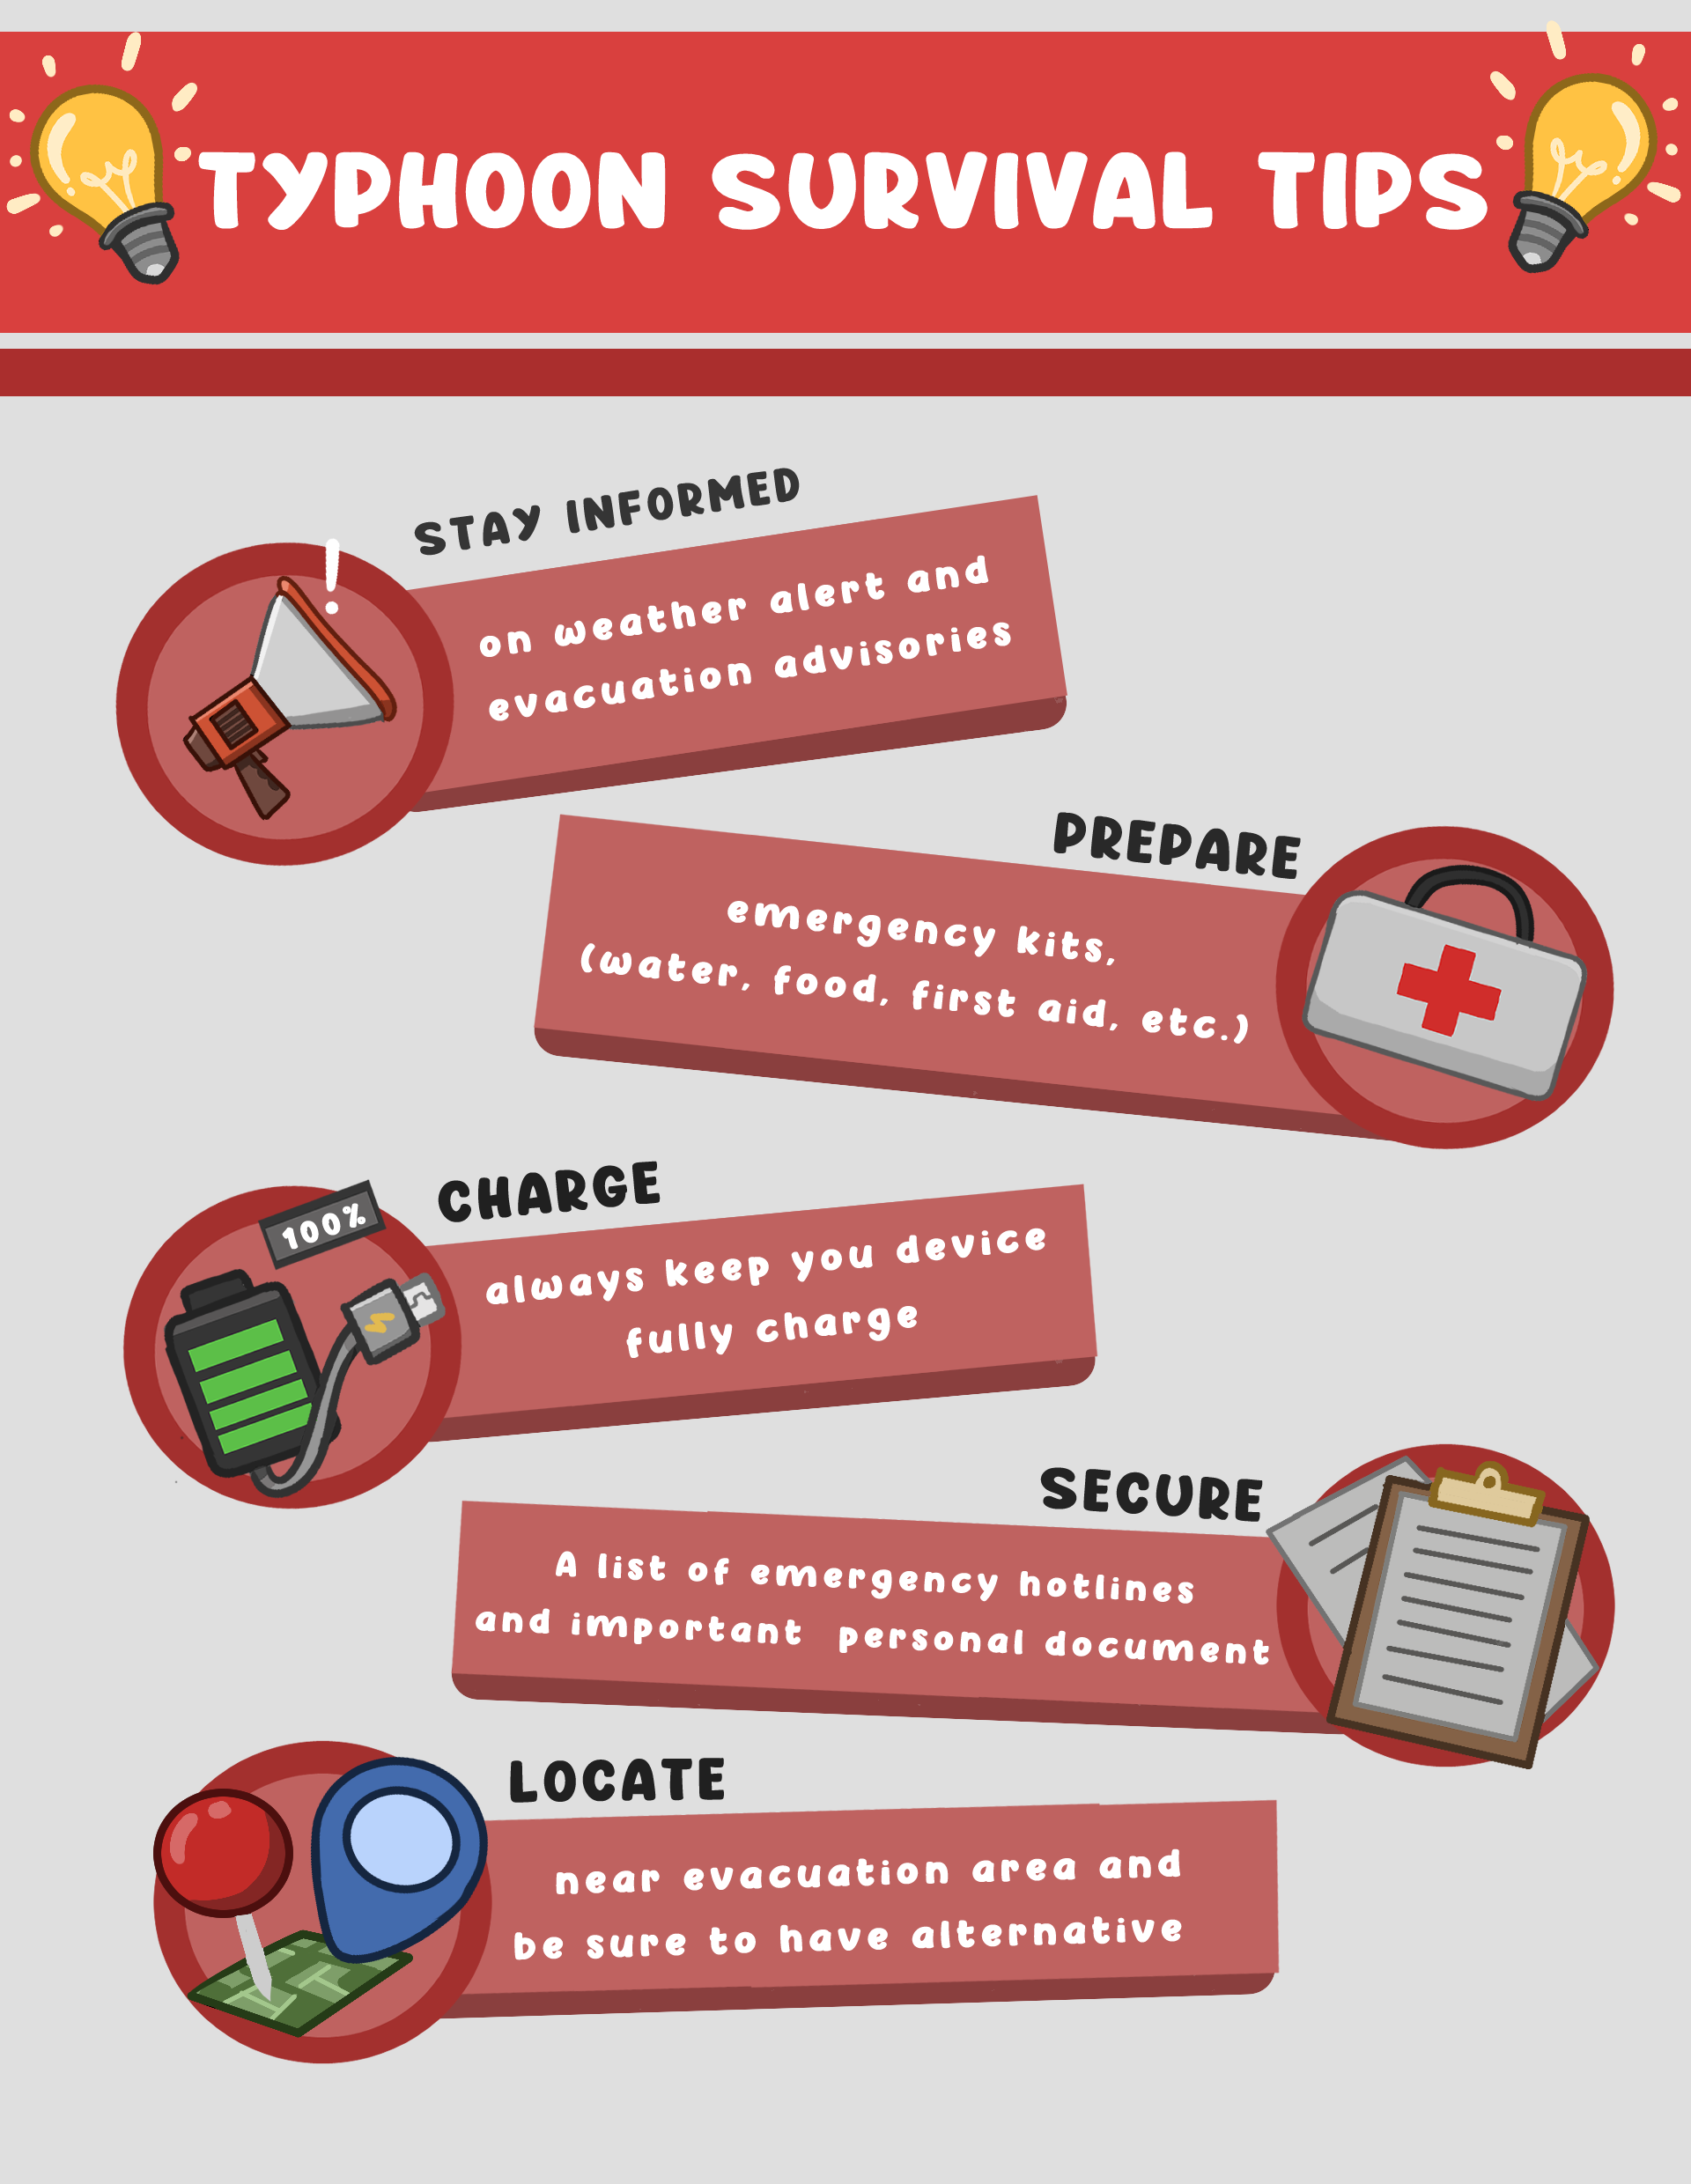 TYPHOON SURVIVAL TIPS
STAY INFORMED
on weather alert and
evacuation advisories
PREPARE
emergency kits,
(water, food, first aid, etc.)
CHARGE
100%
always keep you device
fully charge
SECURE
A list of emergency hotlines
and important personal document
LOCATE
near evacuation area and
be sure to have alternative